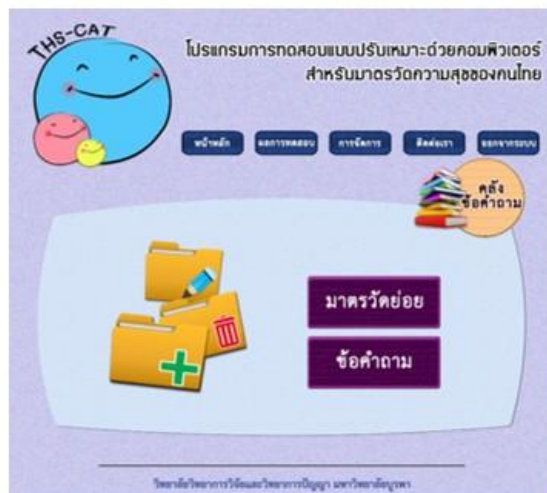 THS-CAT
โปรแกรมการทดสอบแบบปรับเหมาะด้วยคอมพิวเตอร์
สำหรับมาตรวัดความสุขของคนไทย
หน้าหลัก ผลการทดสอบ การจัดการ ติดต่อเรา ออกจากระบบ
คลัง
ข้อคำถาม
มาตรวัดย่อย
ข้อคำถาม
วิทยาลัยวิทยาการวิจัยและวิทยาการปัญญา มหาวิทยาลัยบูรพา